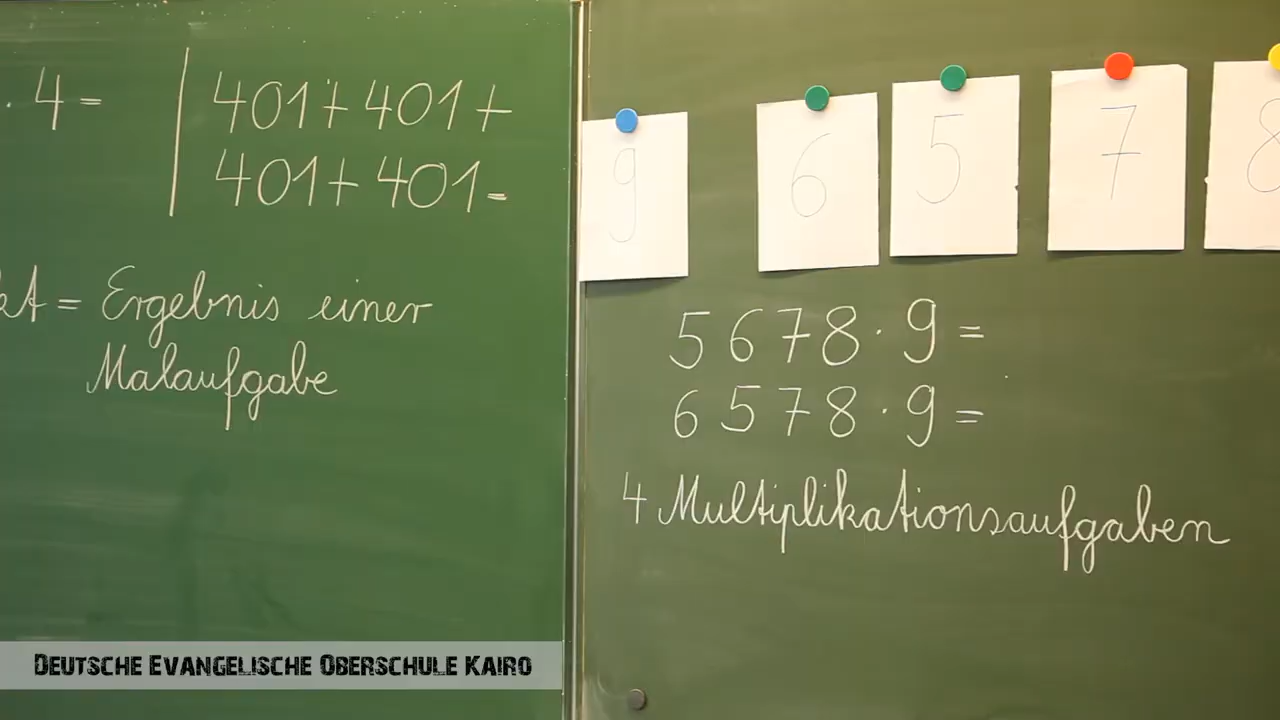 · 4 =
401 + 401 +
401 + 401 =
= Ergebnis einer
Malaufgabe
9 6 5 7 8
5678 · 9 =
6578 · 9 =
4 Multiplikationsaufgaben
DEUTSCHE EVANGELISCHE OBERSCHULE KAIRO